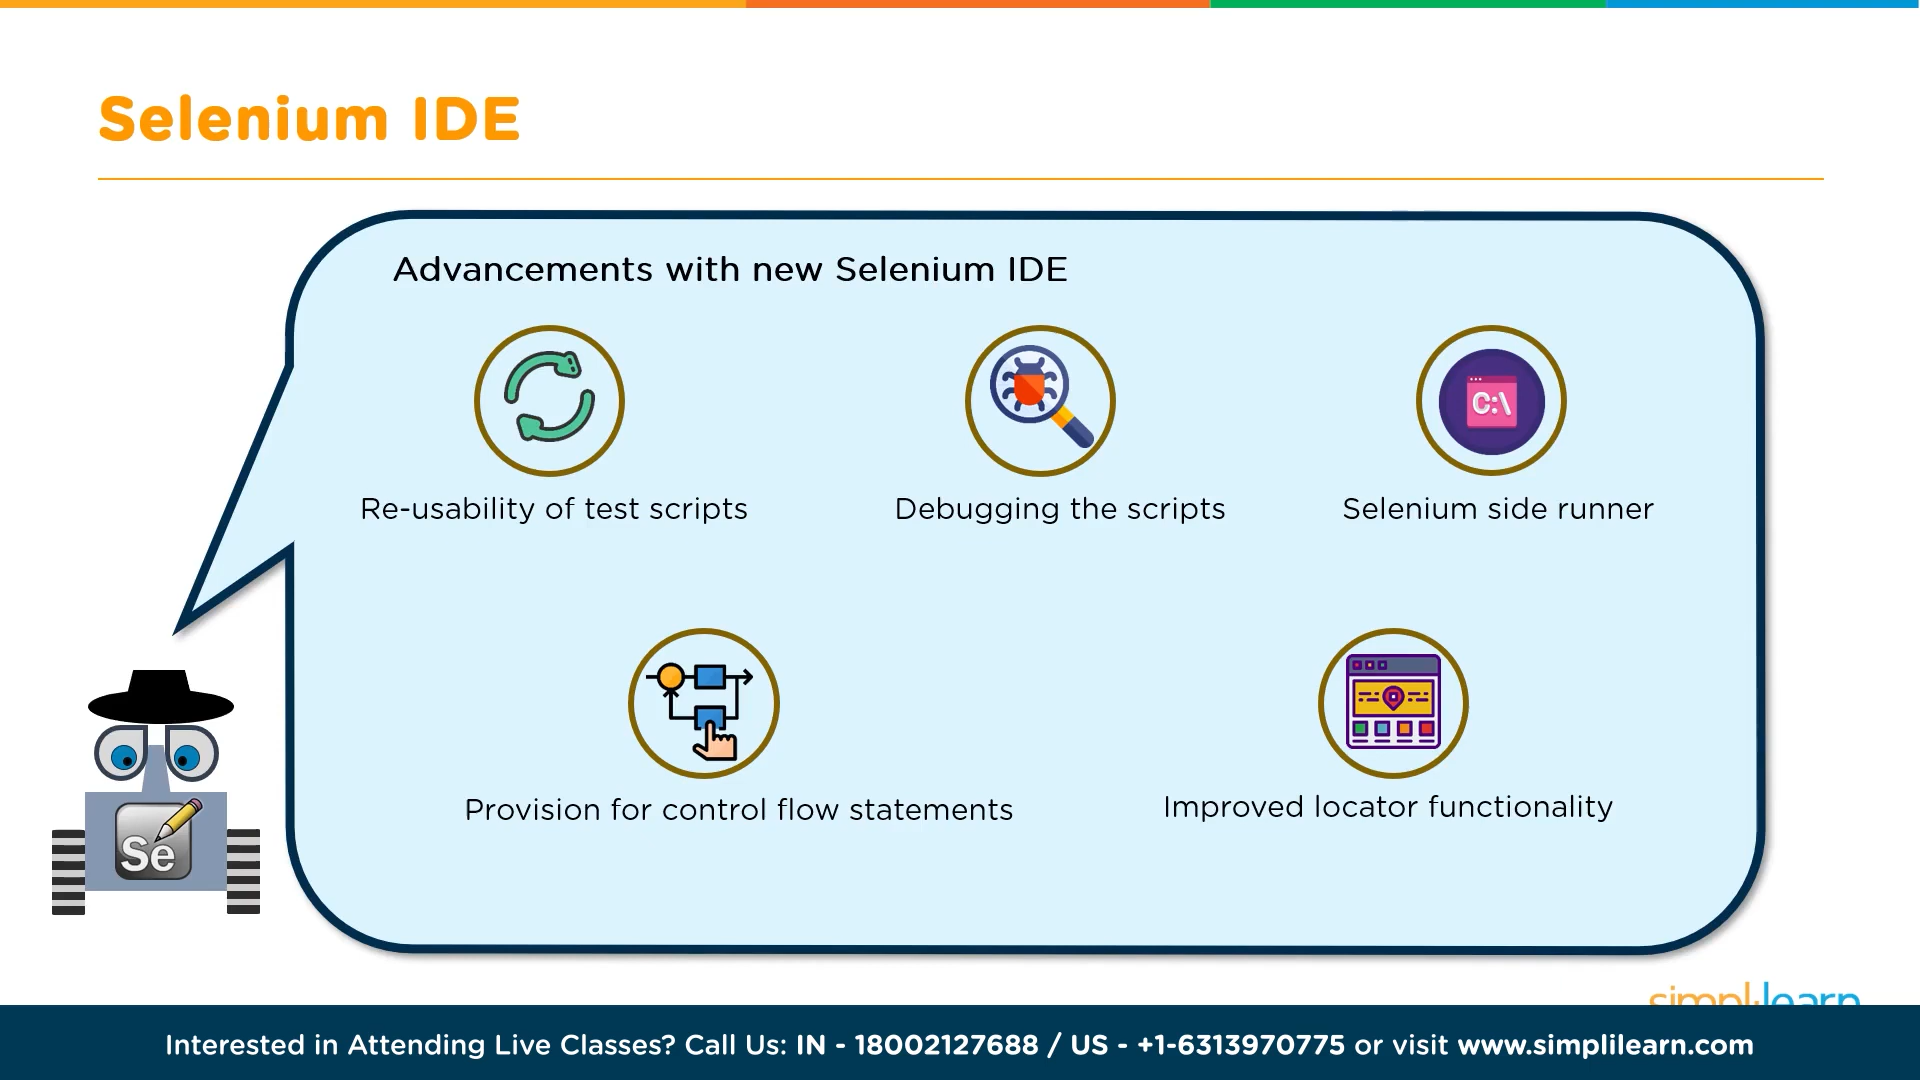 Selenium IDE
Advancements with new Selenium IDE
C:\
Re-usability of test scripts
Debugging the scripts
Selenium side runner
Provision for control flow statements
Improved locator functionality
Se
simplilearn
Interested in Attending Live Classes? Call Us: IN - 18002127688 / US - +1-6313970775 or visit www.simplilearn.com